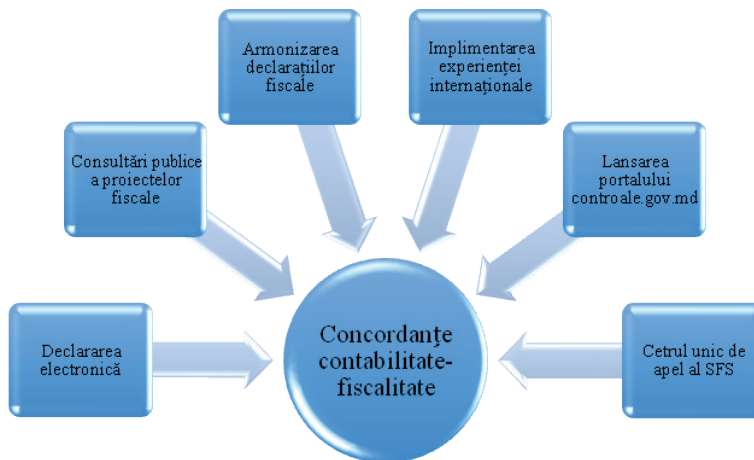 Armonizarea
declarațiilor
fiscale
Implimentarea
experienței
internaționale
Consultări publice
a proiectelor
fiscale
Lansarea
portalului
controale.gov.md
Declararea
electronică
Concordanțe
contabilitate-
fiscalitate
Cetrul unic de
apel al SFS